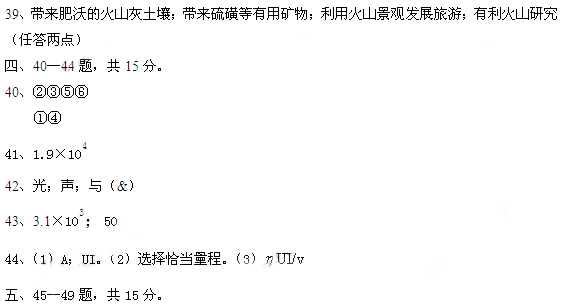 39、带来肥沃的火山灰土壤；带来硫磺等有用矿物；利用火山景观发展旅游；有利火山研究
（任答两点）
四、40—44 题，共 15 分。
40、②③⑤⑥
①④
41、1.9×10⁴
42、光；声；与（&）
43、3.1×10³； 50
44、（1）A；UI。（2）选择恰当量程。（3）ηUI/v
五、45—49 题，共 15 分。